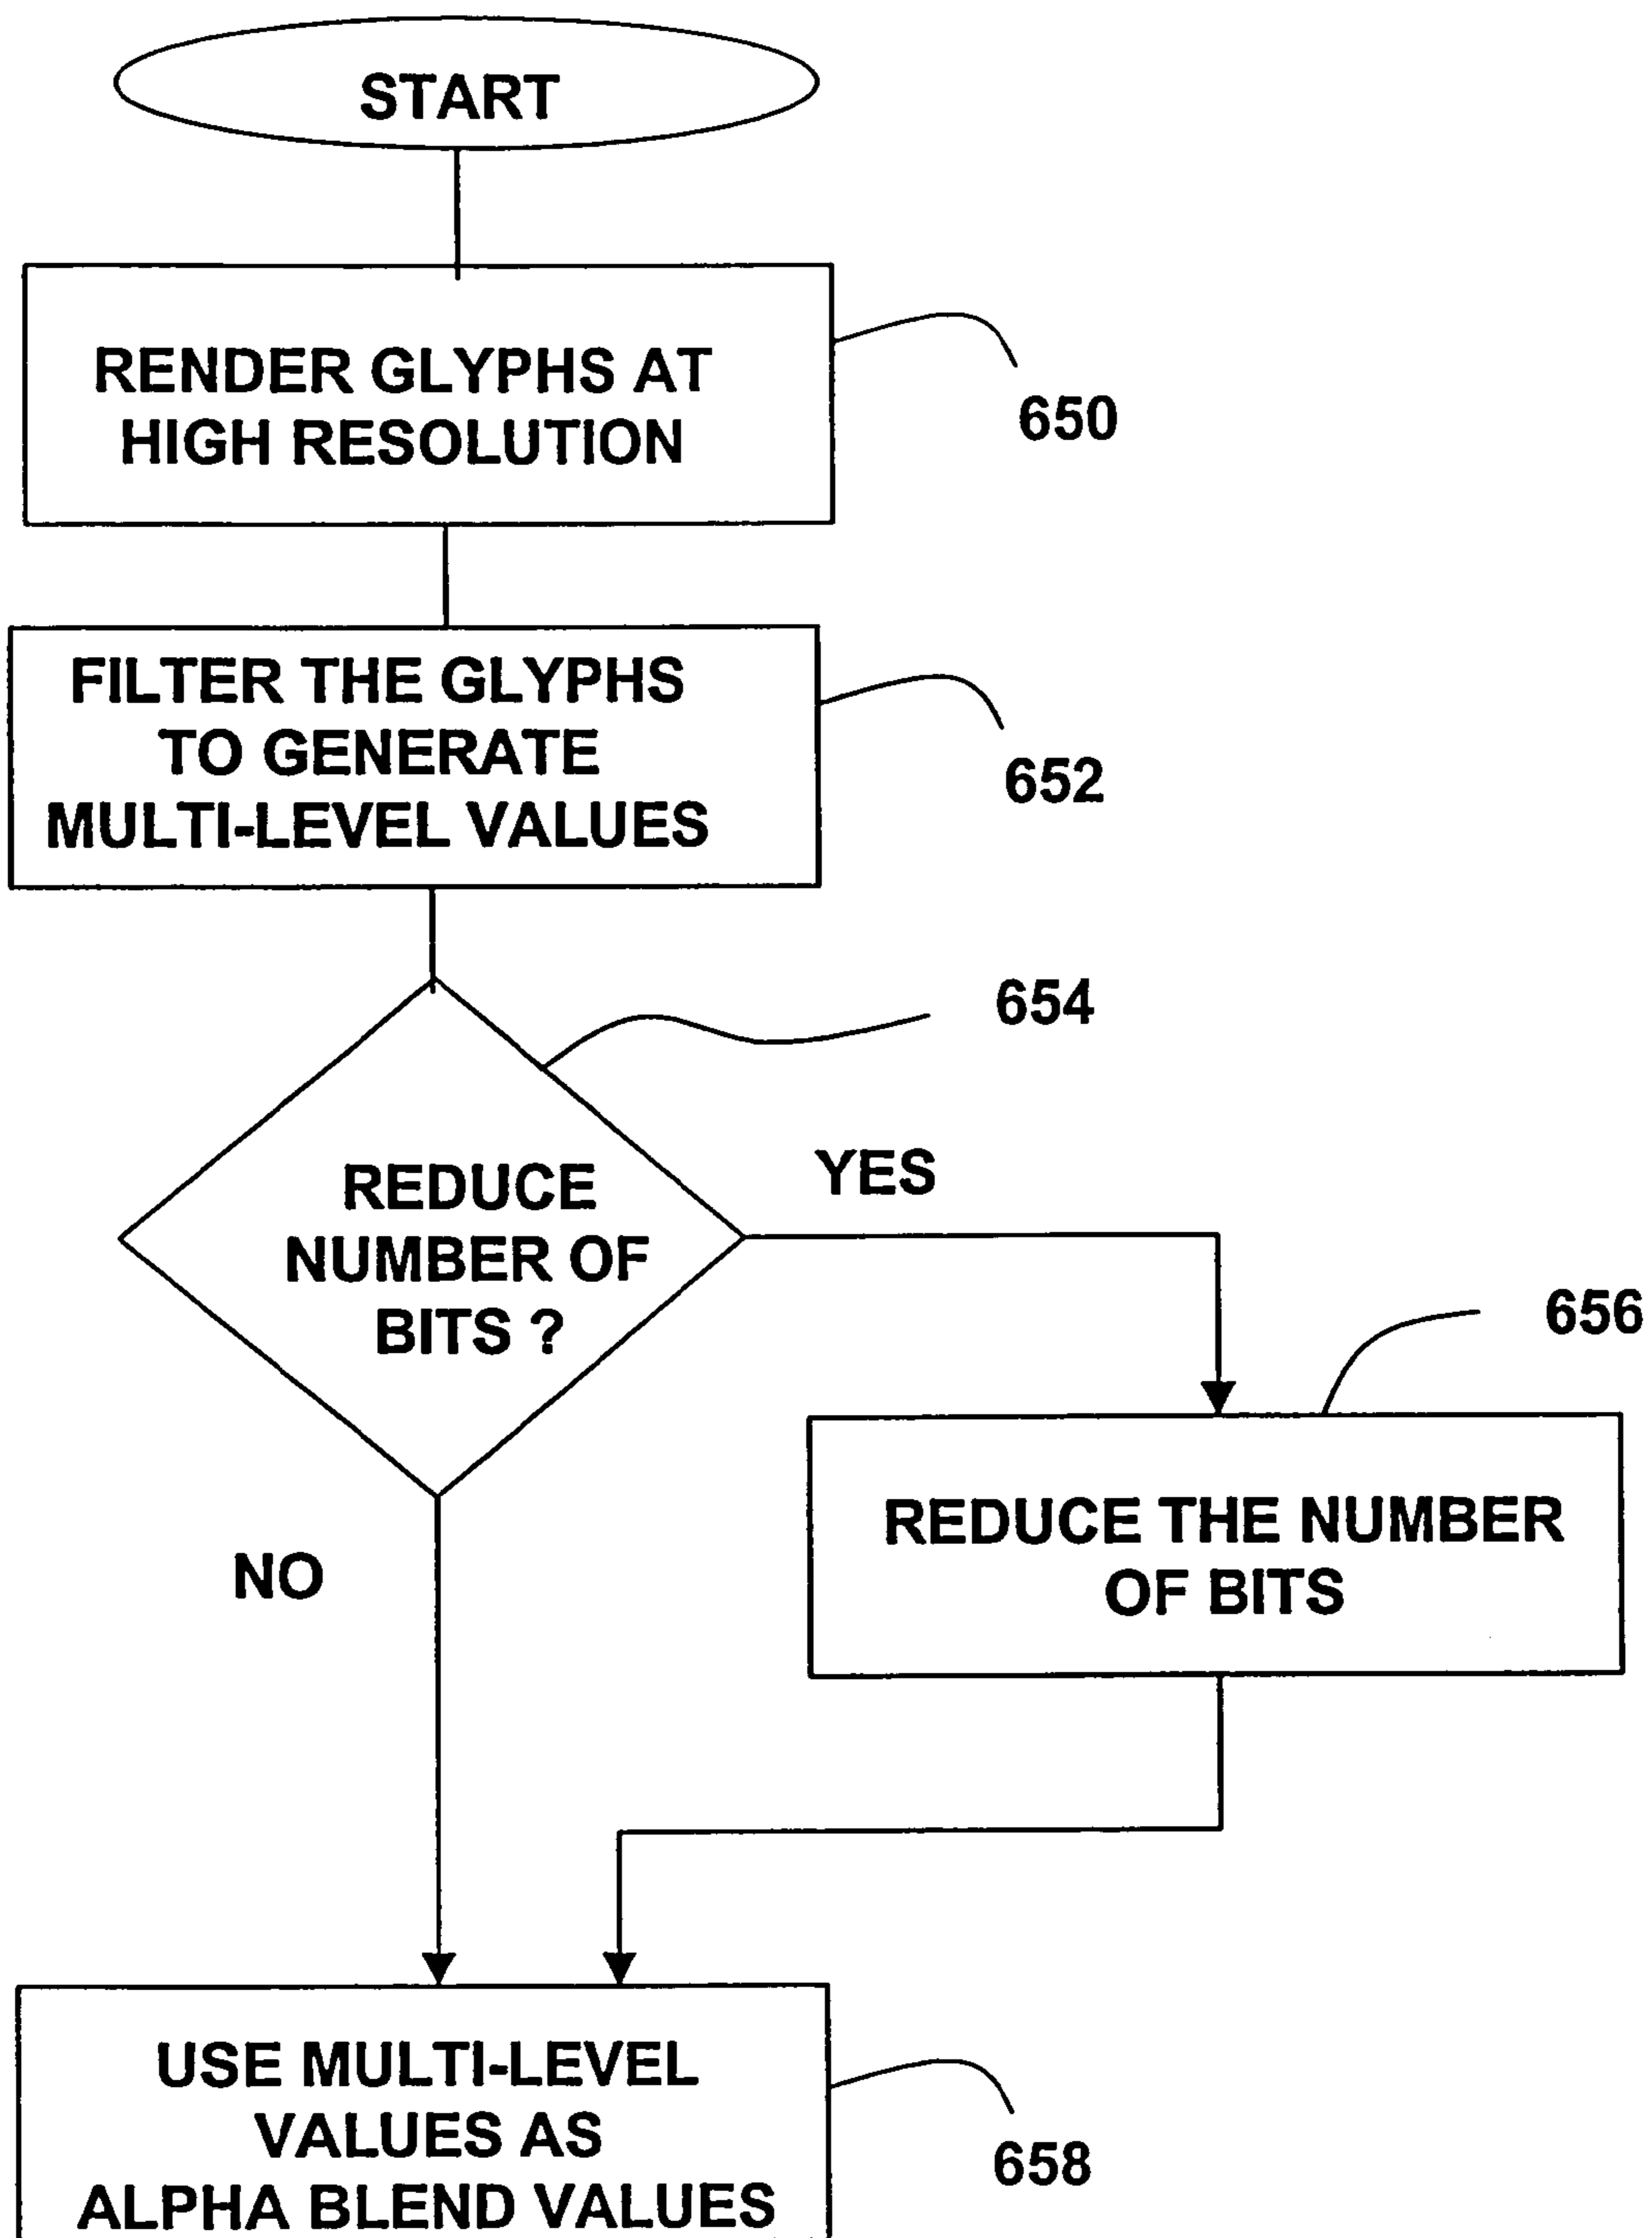 START
RENDER GLYPHS AT
HIGH RESOLUTION
650
FILTER THE GLYPHS
TO GENERATE
MULTI-LEVEL VALUES
652
654
REDUCE
NUMBER OF
BITS ?
YES
656
REDUCE THE NUMBER
OF BITS
NO
USE MULTI-LEVEL
VALUES AS
ALPHA BLEND VALUES
658